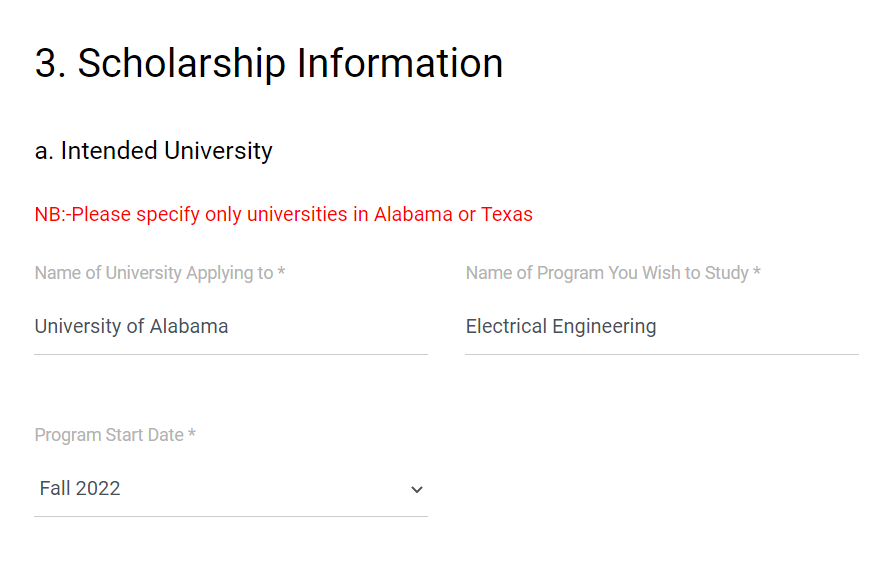 3. Scholarship Information
a. Intended University
NB:-Please specify only universities in Alabama or Texas
Name of University Applying to *
University of Alabama
Name of Program You Wish to Study *
Electrical Engineering
Program Start Date *
Fall 2022